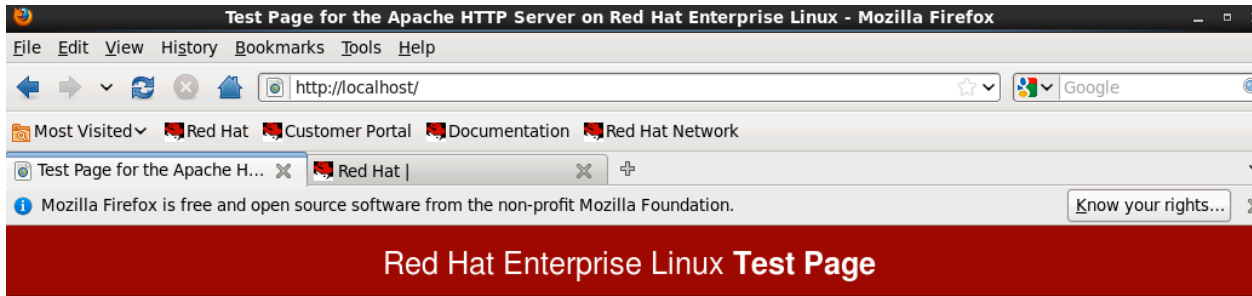 Test Page for the Apache HTTP Server on Red Hat Enterprise Linux - Mozilla Firefox
File Edit View History Bookmarks Tools Help
http://localhost/ Google
Most Visited Red Hat Customer Portal Documentation Red Hat Network
Test Page for the Apache H... Red Hat |
Mozilla Firefox is free and open source software from the non-profit Mozilla Foundation. Know your rights...
Red Hat Enterprise Linux Test Page